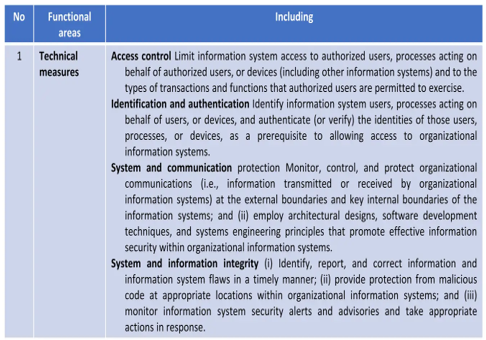 No Functional areas Including
1 Technical measures
Access control Limit information system access to authorized users, processes acting on
behalf of authorized users, or devices (including other information systems) and to the
types of transactions and functions that authorized users are permitted to exercise.
Identification and authentication Identify information system users, processes acting on
behalf of users, or devices, and authenticate (or verify) the identities of those users,
processes, or devices, as a prerequisite to allowing access to organizational
information systems.
System and communication protection Monitor, control, and protect organizational
communications (i.e., information transmitted or received by organizational
information systems) at the external boundaries and key internal boundaries of the
information systems; and (ii) employ architectural designs, software development
techniques, and systems engineering principles that promote effective information
security within organizational information systems.
System and information integrity (i) Identify, report, and correct information and
information system flaws in a timely manner; (ii) provide protection from malicious
code at appropriate locations within organizational information systems; and (iii)
monitor information system security alerts and advisories and take appropriate
actions in response.